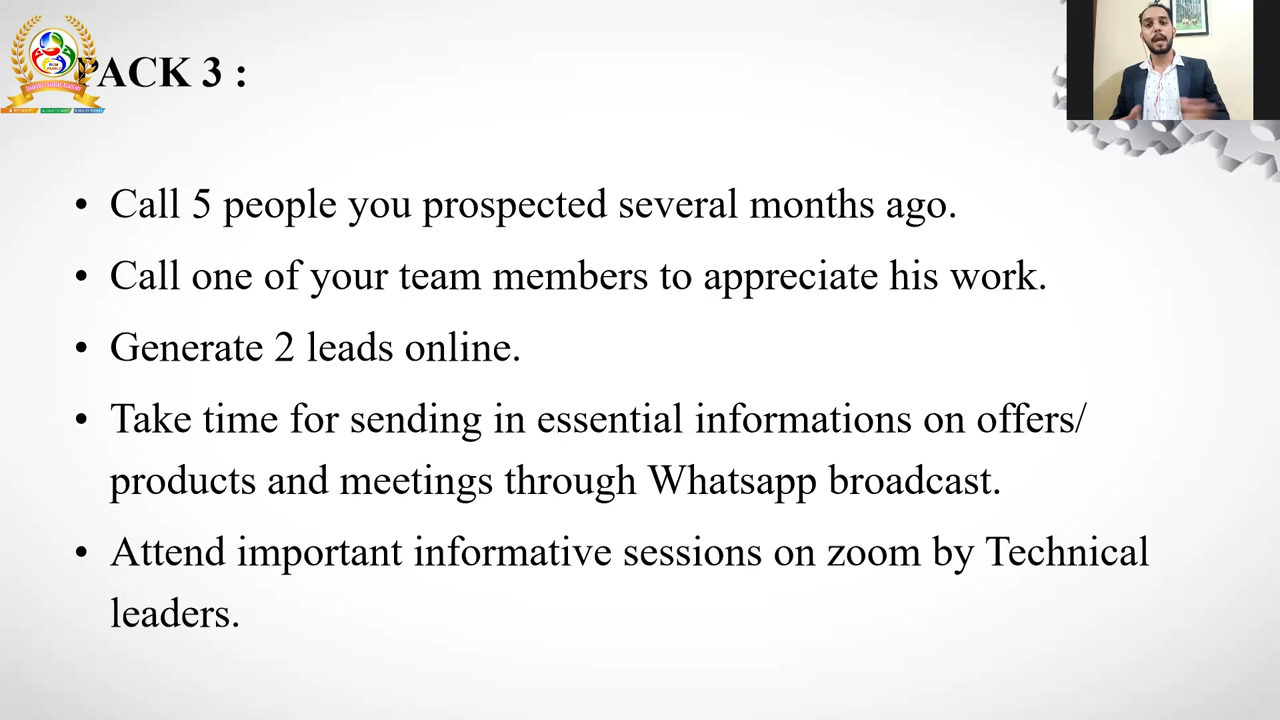 PACK 3 :
• Call 5 people you prospected several months ago.
• Call one of your team members to appreciate his work.
• Generate 2 leads online.
• Take time for sending in essential informations on offers/
products and meetings through Whatsapp broadcast.
• Attend important informative sessions on zoom by Technical
leaders.